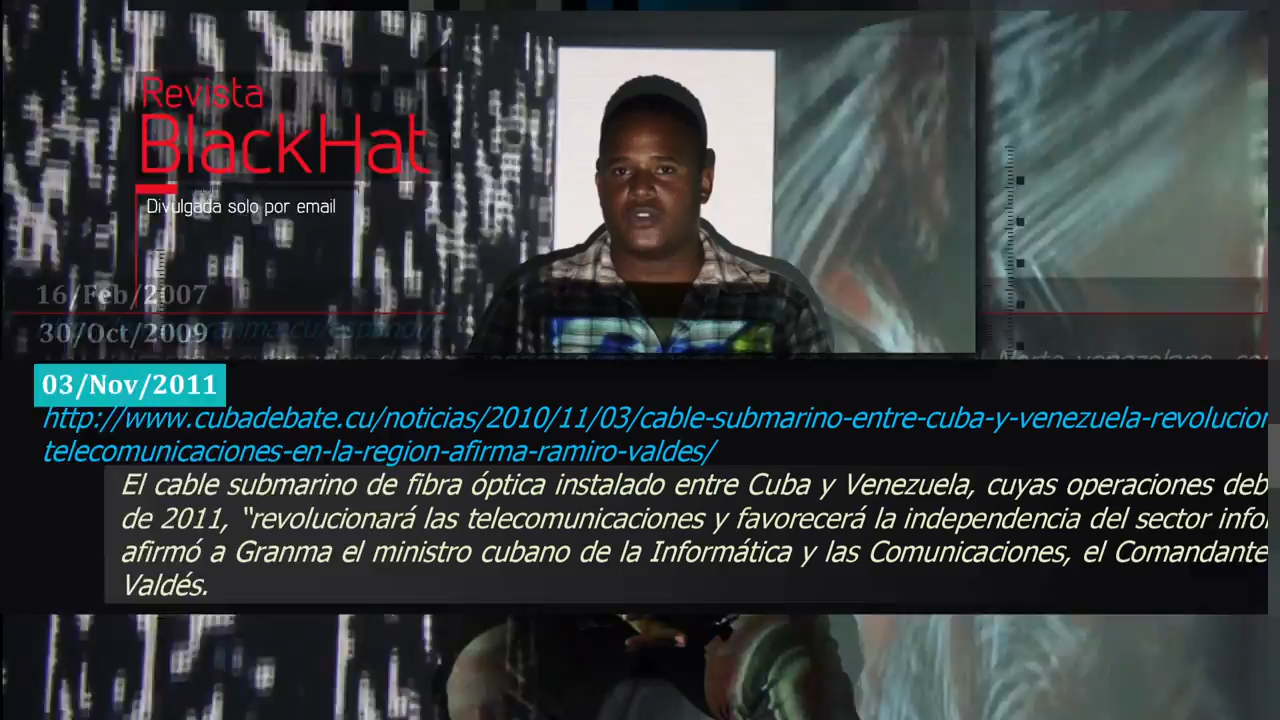 Revista
BlackHat
Divulgada solo por email
16/Feb/2007
30/Oct/2009
03/Nov/2011
http://www.cubadebate.cu/noticias/2010/11/03/cable-submarino-entre-cuba-y-venezuela-revolucion
telecomunicaciones-en-la-region-afirma-ramiro-valdes/
El cable submarino de fibra óptica instalado entre Cuba y Venezuela, cuyas operaciones deb
de 2011, “revolucionará las telecomunicaciones y favorecerá la independencia del sector infor
afirmó a Granma el ministro cubano de la Informática y las Comunicaciones, el Comandante
Valdés.